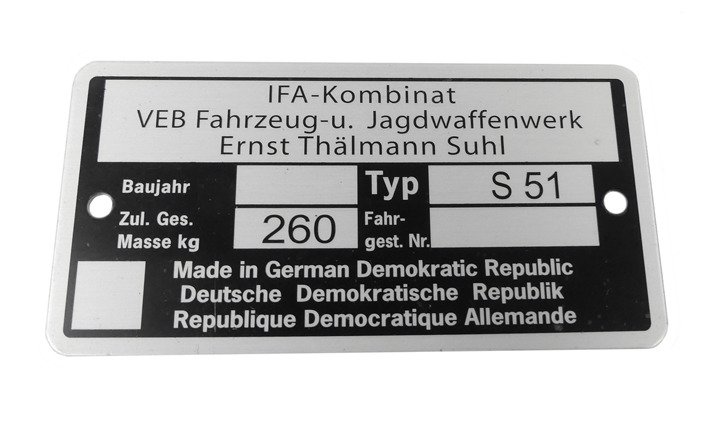 IFA-Kombinat
VEB Fahrzeug-u. Jagdwaffenwerk
Ernst Thälmann Suhl
Baujahr
Typ S 51
Zul. Ges.
Masse kg 260
Fahr-
gest. Nr.
Made in German Demokratic Republic
Deutsche Demokratische Republik
Republique Democratique Allemande